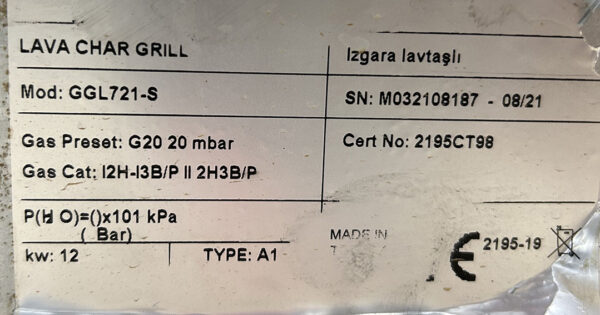 LAVA CHAR GRILL
Izgara lavtaşlı
Mod: GGL721-S
SN: M032108187 - 08/21
Gas Preset: G20 20 mbar
Cert No: 2195CT98
Gas Cat: I2H-I3B/P II 2H3B/P
P(H O)=()x101 kPa
( Bar)
MADE IN
CE 2195-19
kw: 12
TYPE: A1